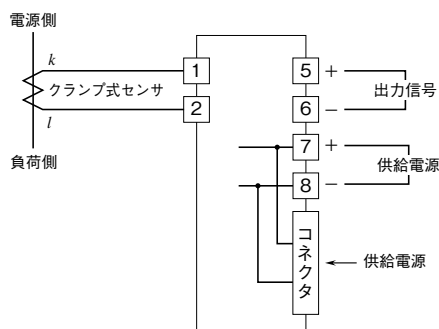 電源側
k
クランプ式センサ
l
負荷側
1
2
5 +
出力信号
6 −
7 +
供給電源
8 −
コネクタ
供給電源